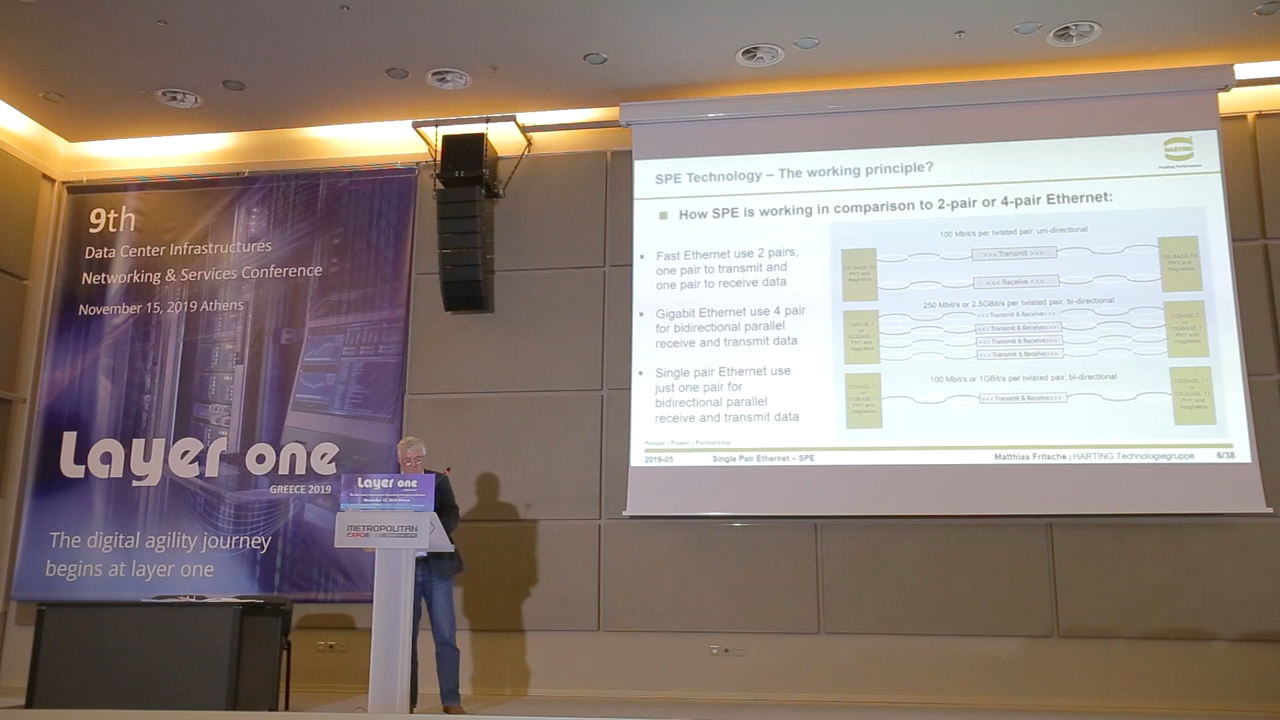 9th
Data Center Infrastructures
Networking & Services Conference
November 15, 2019 Athens
Layer one
GREECE 2019
The digital agility journey
begins at layer one
Layer one
November 15, 2019 Athens
METROPOLITAN
EXPO
HARTING
Pushing Performance
SPE Technology – The working principle?
How SPE is working in comparison to 2-pair or 4-pair Ethernet:
Fast Ethernet use 2 pairs,
one pair to transmit and
one pair to receive data
Gigabit Ethernet use 4 pair
for bidirectional parallel
receive and transmit data
Single pair Ethernet use
just one pair for
bidirectional parallel
receive and transmit data
100 Mbit/s per twisted pair, uni-directional
>>> Transmit >>>
<<< Receive <<<
250 Mbit/s or 2.5GBit/s per twisted pair, bi-directional
<<< Transmit & Receive>>>
<<< Transmit & Receive>>>
<<< Transmit & Receive>>>
<<< Transmit & Receive>>>
100 Mbit/s or 1GBit/s per twisted pair, bi-directional
<<< Transmit & Receive>>>
People | Power | Partnership
2019-05 Single Pair Ethernet – SPE Matthias Fritsche | HARTING Technologiegruppe 6/38